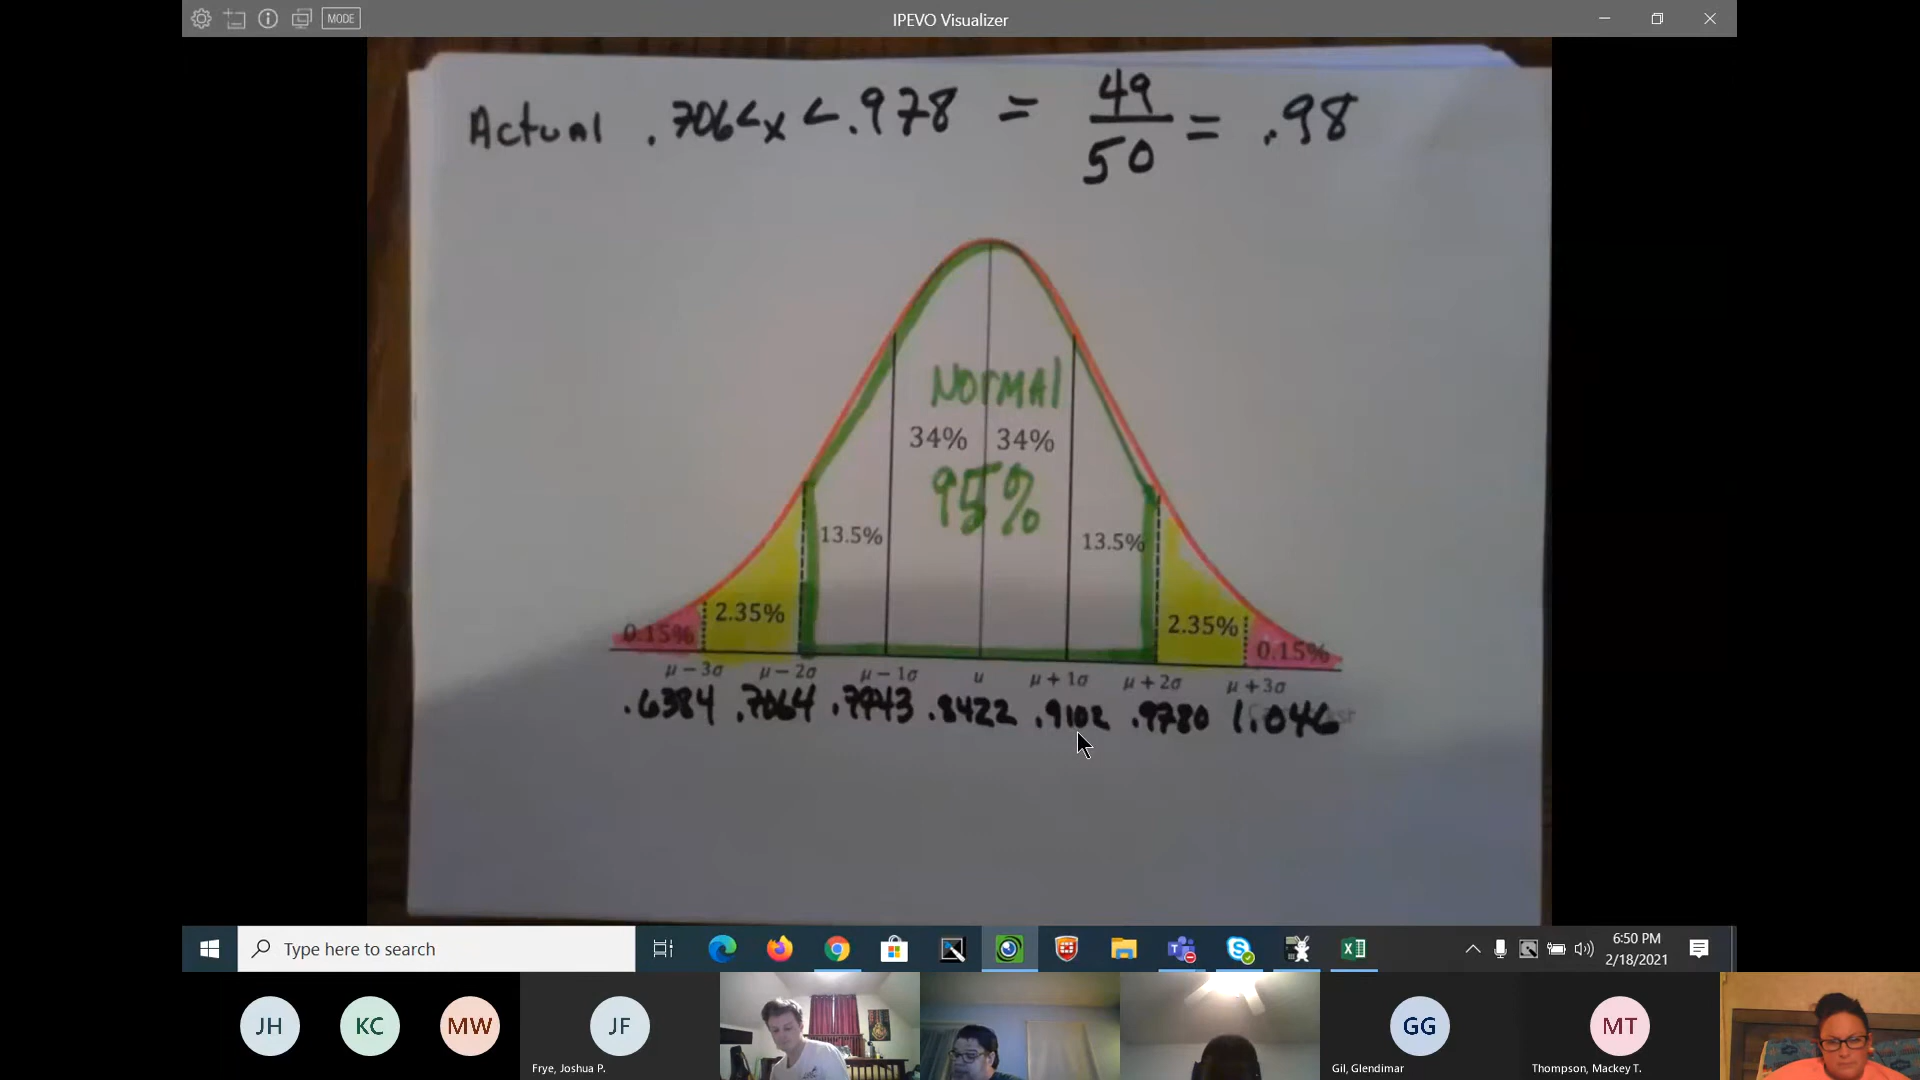 MODE
IPEVO Visualizer
Actual .706<x<.978 = 49/50 = .98
NORMAL
34% 34%
95%
13.5% 13.5%
0.15% 2.35% 2.35% 0.15%
μ − 3σ μ − 2σ μ − 1σ u μ + 1σ μ + 2σ μ + 3σ
.6384 .7064 .7743 .8422 .9102 .9780 1.046
Type here to search
6:50 PM
2/18/2021
JH KC MW JF GG MT
Frye, Joshua P. Gil, Glendimar Thompson, Mackey T.